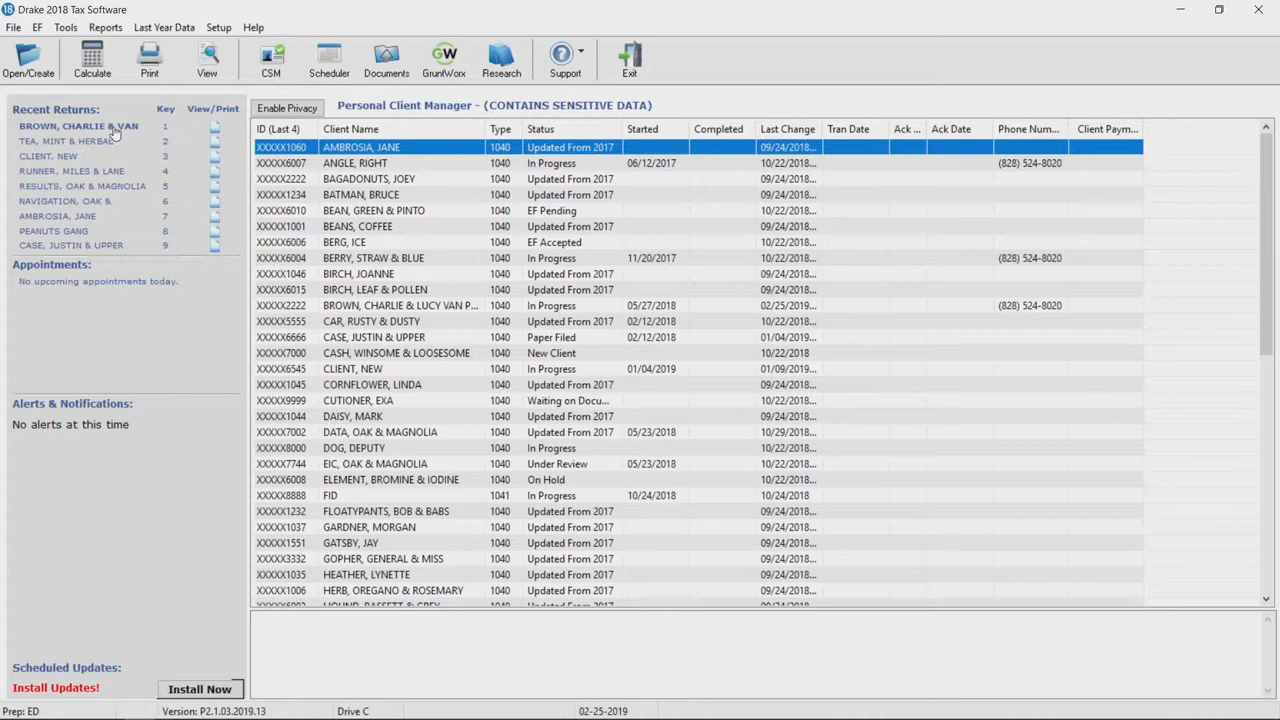 18 Drake 2018 Tax Software
File EF Tools Reports Last Year Data Setup Help
Open/Create Calculate Print View CSM Scheduler Documents GW GruntWorx Research ? Support Exit
Recent Returns: Key View/Print
BROWN, CHARLIE & VAN 1
TEA, MINT & HERBAL 2
CLIENT, NEW 3
RUNNER, MILES & LANE 4
RESULTS, OAK & MAGNOLIA 5
NAVIGATION, OAK & 6
AMBROSIA, JANE 7
PEANUTS GANG 8
CASE, JUSTIN & UPPER 9
Appointments:
No upcoming appointments today.
Alerts & Notifications:
No alerts at this time
Scheduled Updates:
Install Updates! Install Now
Enable Privacy Personal Client Manager - (CONTAINS SENSITIVE DATA)
ID (Last 4) Client Name Type Status Started Completed Last Change Tran Date Ack ... Ack Date Phone Num... Client Paym...
XXXXX1060 AMBROSIA, JANE 1040 Updated From 2017 09/24/2018...
XXXXX6007 ANGLE, RIGHT 1040 In Progress 06/12/2017 10/22/2018... (828) 524-8020
XXXXX2222 BAGADONUTS, JOEY 1040 Updated From 2017 09/24/2018...
XXXXX1234 BATMAN, BRUCE 1040 Updated From 2017 09/24/2018...
XXXXX6010 BEAN, GREEN & PINTO 1040 EF Pending 10/22/2018...
XXXXX1001 BEANS, COFFEE 1040 Updated From 2017 09/24/2018...
XXXXX6006 BERG, ICE 1040 EF Accepted 10/22/2018...
XXXXX6004 BERRY, STRAW & BLUE 1040 In Progress 11/20/2017 10/22/2018... (828) 524-8020
XXXXX1046 BIRCH, JOANNE 1040 Updated From 2017 09/24/2018...
XXXXX6015 BIRCH, LEAF & POLLEN 1040 Updated From 2017 09/24/2018...
XXXXX2222 BROWN, CHARLIE & LUCY VAN P... 1040 In Progress 05/27/2018 02/25/2019... (828) 524-8020
XXXXX5555 CAR, RUSTY & DUSTY 1040 Updated From 2017 02/12/2018 10/22/2018...
XXXXX6666 CASE, JUSTIN & UPPER 1040 Paper Filed 02/12/2018 01/04/2019...
XXXXX7000 CASH, WINSOME & LOOSESOME 1040 New Client 10/22/2018
XXXXX6545 CLIENT, NEW 1040 In Progress 01/04/2019 01/09/2019...
XXXXX1045 CORNFLOWER, LINDA 1040 Updated From 2017 09/24/2018...
XXXXX9999 CUTIONER, EXA 1040 Waiting on Docu... 10/22/2018...
XXXXX1044 DAISY, MARK 1040 Updated From 2017 09/24/2018...
XXXXX7002 DATA, OAK & MAGNOLIA 1040 Updated From 2017 05/23/2018 10/29/2018...
XXXXX8000 DOG, DEPUTY 1040 In Progress 10/22/2018...
XXXXX7744 EIC, OAK & MAGNOLIA 1040 Under Review 05/23/2018 10/22/2018...
XXXXX6008 ELEMENT, BROMINE & IODINE 1040 On Hold 10/22/2018...
XXXXX8888 FID 1041 In Progress 10/24/2018 10/24/2018
XXXXX1232 FLOATYPANTS, BOB & BABS 1040 Updated From 2017 09/24/2018...
XXXXX1037 GARDNER, MORGAN 1040 Updated From 2017 09/24/2018...
XXXXX1551 GATSBY, JAY 1040 Updated From 2017 09/24/2018...
XXXXX3332 GOPHER, GENERAL & MISS 1040 Updated From 2017 09/24/2018...
XXXXX1035 HEATHER, LYNETTE 1040 Updated From 2017 09/24/2018...
XXXXX1006 HERB, OREGANO & ROSEMARY 1040 Updated From 2017 09/24/2018...
Prep: ED Version: P2.1.03.2019.13 Drive C 02-25-2019